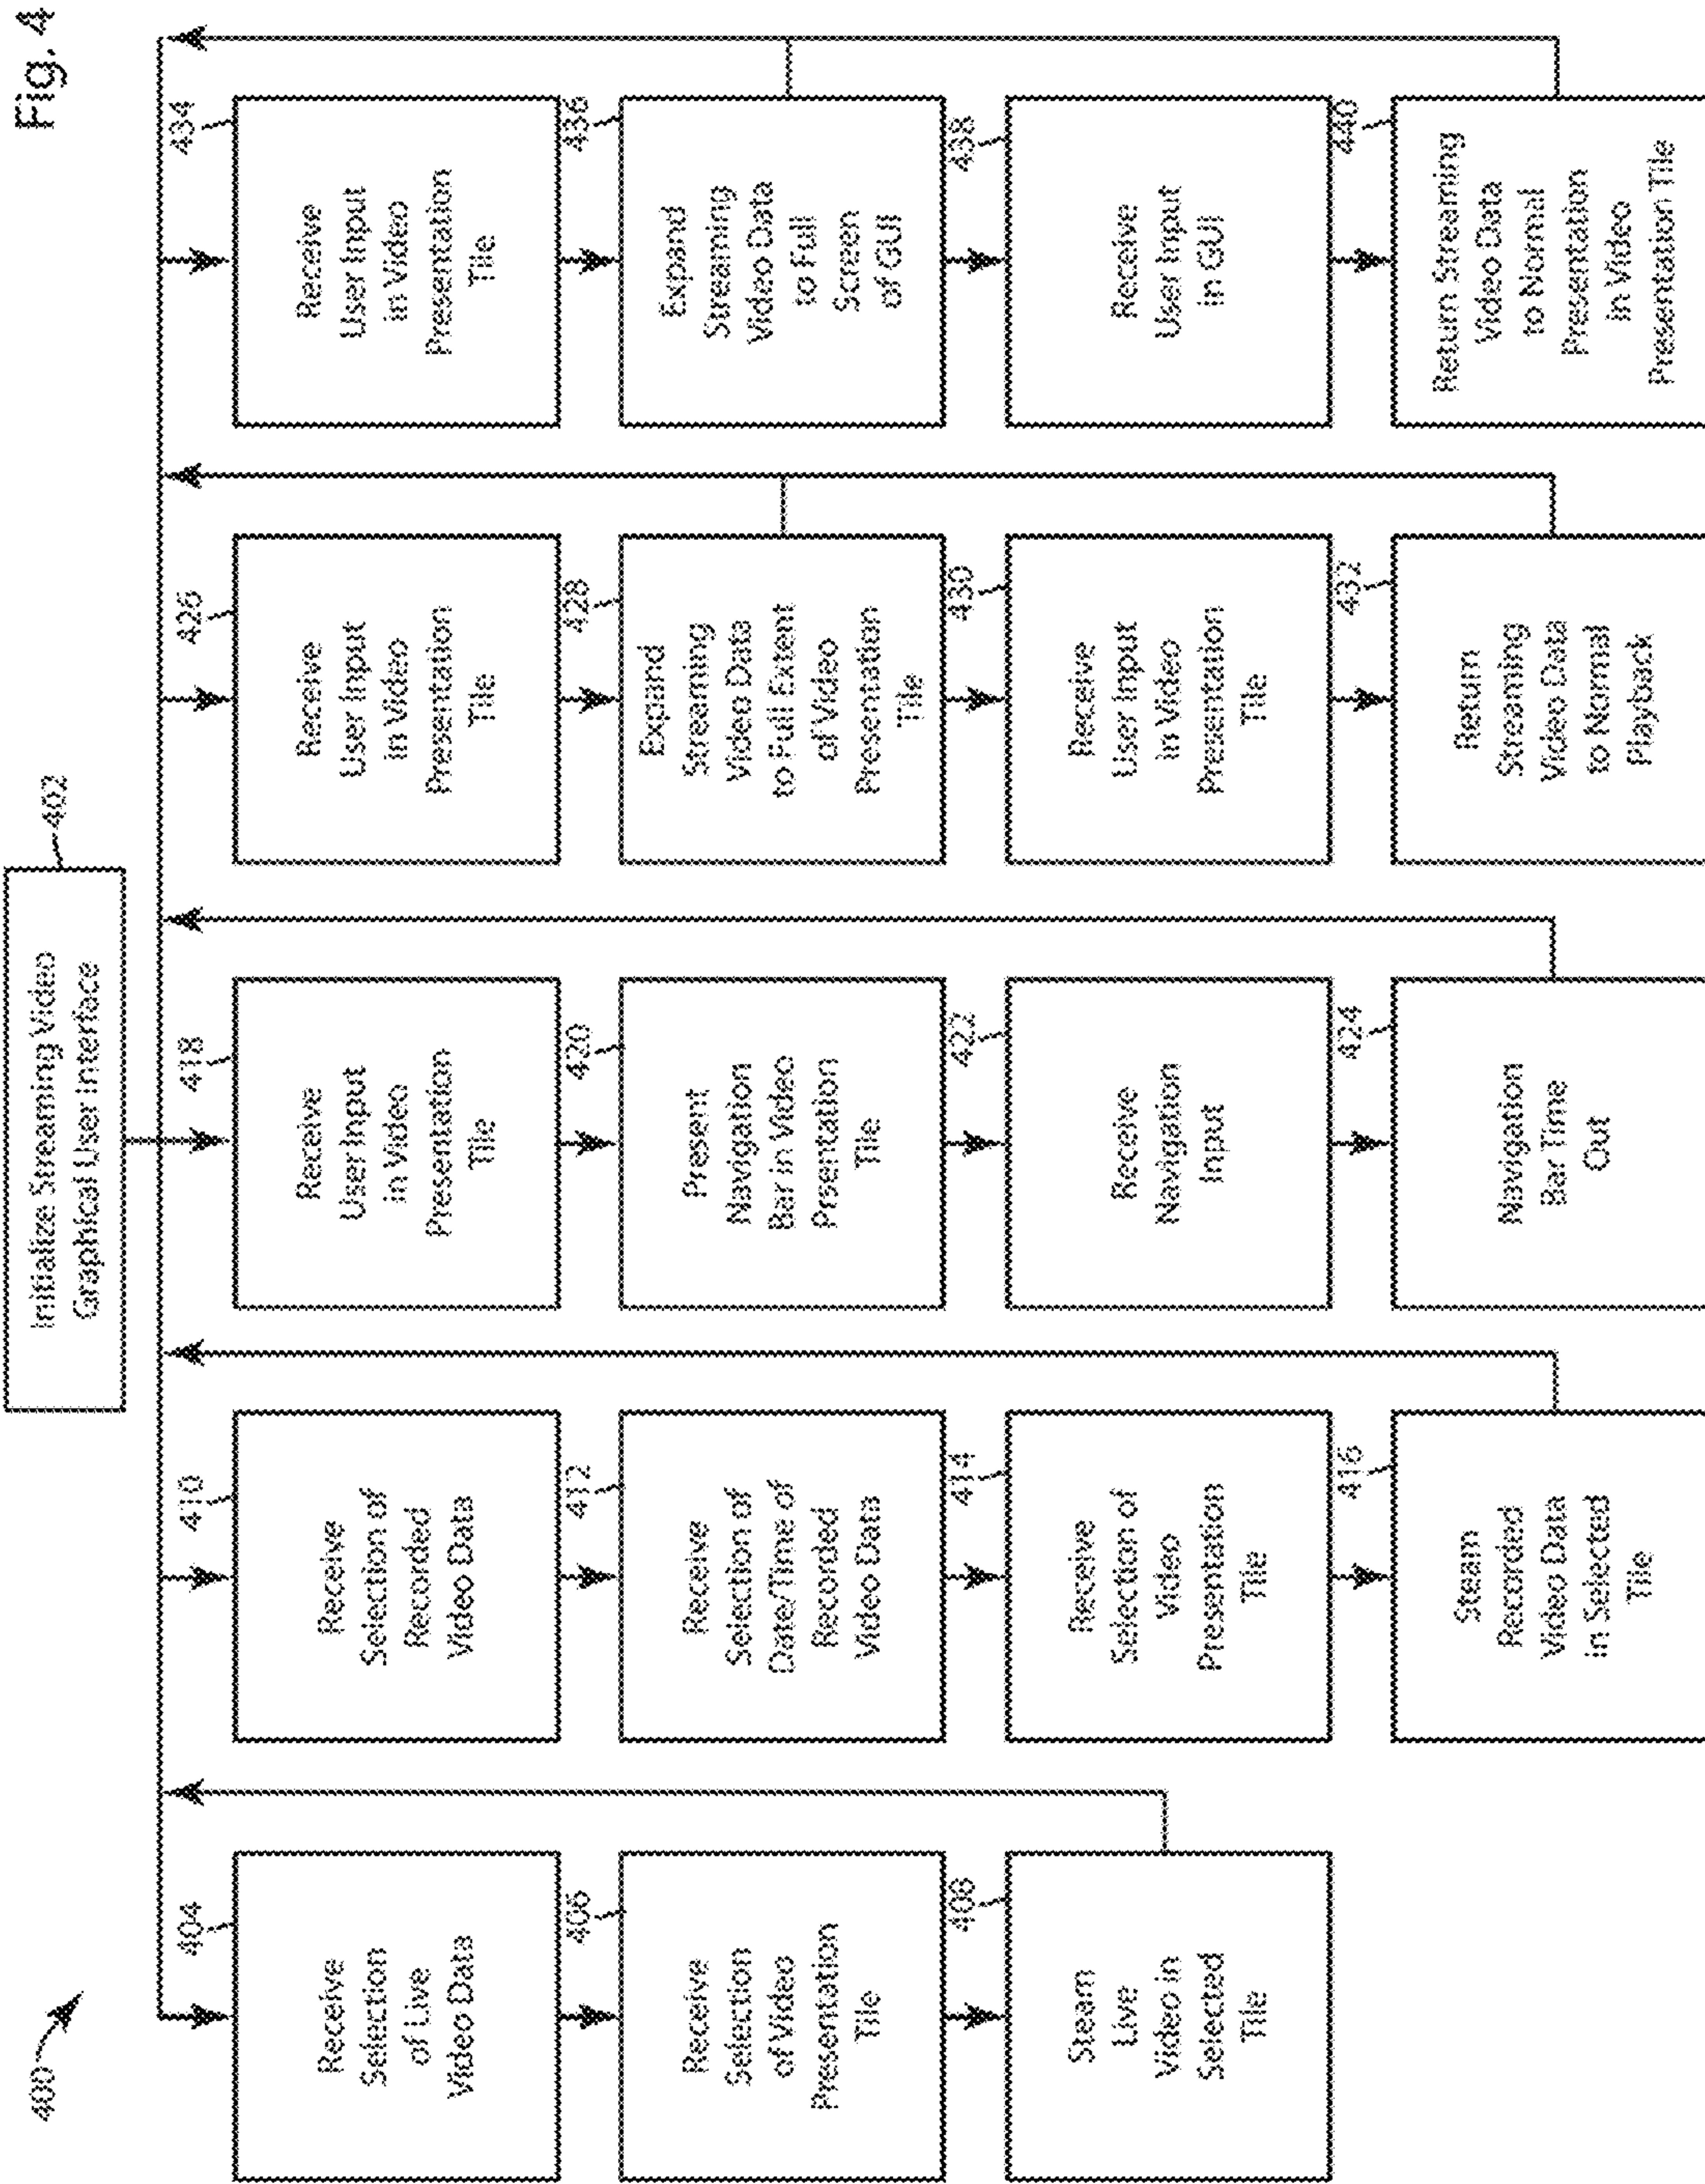 Fig. 4
400
Initialize Streaming Video
Graphical User Interface
402
404
Receive
Selection
of Live
Video Data
406
Receive
Selection
of Video
Presentation
Tile
408
Steam
Live
Video in
Selected
Tile
410
Receive
Selection of
Recorded
Video Data
412
Receive
Selection of
Date/Time of
Recorded
Video Data
414
Receive
Selection of
Video
Presentation
Tile
416
Steam
Recorded
Video Data
in Selected
Tile
418
Receive
User Input
in Video
Presentation
Tile
420
Present
Navigation
Bar in Video
Prsentation
Tile
422
Receive
Navigation
Input
424
Navigation
Bar Time
Out
426
Receive
User Input
in Video
Presentation
Tile
428
Expand
Streaming
Video Data
to Full Extent
of Video
Presentation
Tile
430
Receive
User Input
in Video
Presentation
Tile
432
Return
Streaming
Video Data
to Normal
Playback
434
Receive
User Input
in Video
Presentation
Tile
436
Expand
Streaming
Video Data
to Full
Screen
of GUI
438
Receive
User Input
in GUI
440
Return Streaming
Video Data
to Normal
Presentation
in Video
Presentation Tile